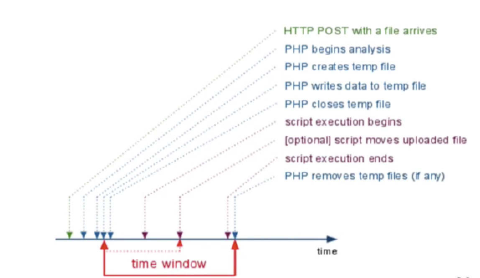 HTTP POST with a file arrives
PHP begins analysis
PHP creates temp file
PHP writes data to temp file
PHP closes temp file
script execution begins
[optional] script moves uploaded file
script execution ends
PHP removes temp files (if any)
time
time window